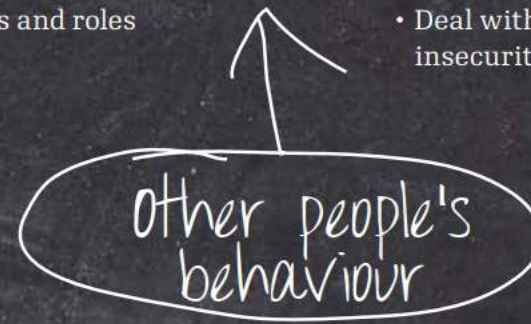 s and roles
• Deal with
insecurit
Other people's
behaviour